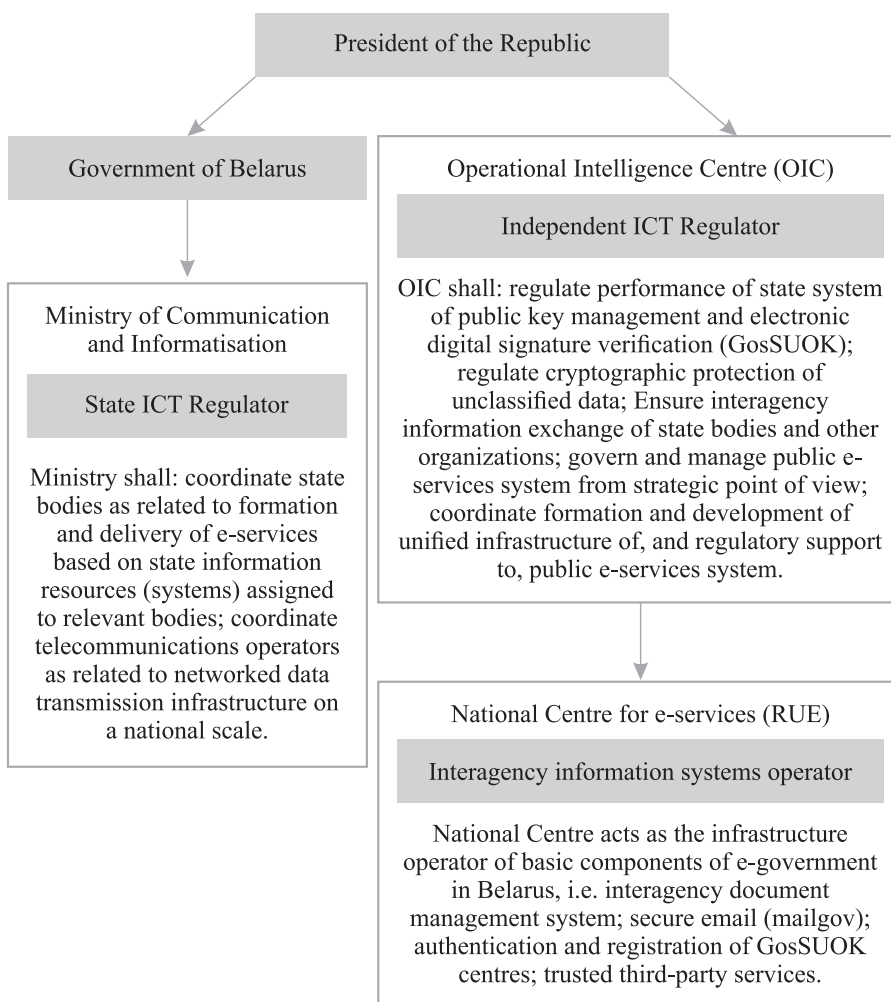 President of the Republic
Government of Belarus
Ministry of Communication
and Informatisation
State ICT Regulator
Ministry shall: coordinate state
bodies as related to formation
and delivery of e-services
based on state information
resources (systems) assigned
to relevant bodies; coordinate
telecommunications operators
as related to networked data
transmission infrastructure on
a national scale.
Operational Intelligence Centre (OIC)
Independent ICT Regulator
OIC shall: regulate performance of state system
of public key management and electronic
digital signature verification (GosSUOK);
regulate cryptographic protection of
unclassified data; Ensure interagency
information exchange of state bodies and other
organizations; govern and manage public e-
services system from strategic point of view;
coordinate formation and development of
unified infrastructure of, and regulatory support
to, public e-services system.
National Centre for e-services (RUE)
Interagency information systems operator
National Centre acts as the infrastructure
operator of basic components of e-government
in Belarus, i.e. interagency document
management system; secure email (mailgov);
authentication and registration of GosSUOK
centres; trusted third-party services.